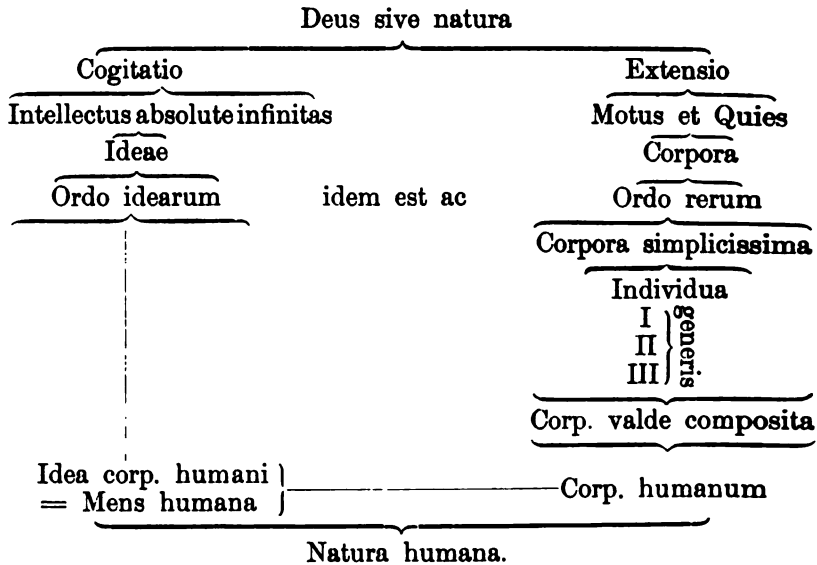 Deus sive natura
Cogitatio Extensio
Intellectus absolute infinitas Motus et Quies
Ideae Corpora
Ordo idearum idem est ac Ordo rerum
Corpora simplicissima
Individua
I
II
III
generis
Corp. valde composita
Idea corp. humani
= Mens humana
Corp. humanum
Natura humana.